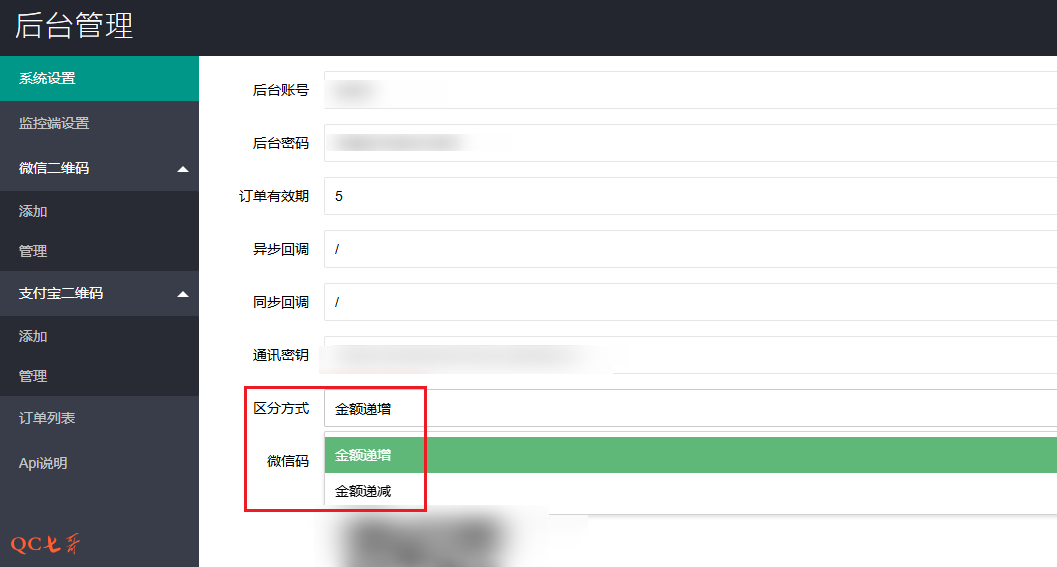 后台管理
系统设置
监控端设置
微信二维码
添加
管理
支付宝二维码
添加
管理
订单列表
Api说明
QC七哥
后台账号
后台密码
订单有效期 5
异步回调 /
同步回调 /
通讯密钥
区分方式 金额递增
微信码
金额递增
金额递减